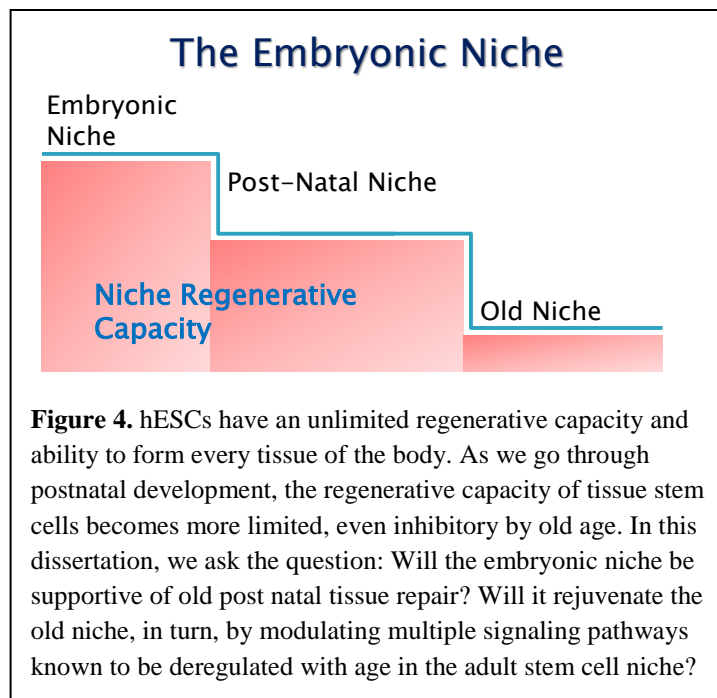 The Embryonic Niche
Embryonic
Niche
Post-Natal Niche
Niche Regenerative
Capacity
Old Niche
Figure 4. hESCs have an unlimited regenerative capacity and
ability to form every tissue of the body. As we go through
postnatal development, the regenerative capacity of tissue stem
cells becomes more limited, even inhibitory by old age. In this
dissertation, we ask the question: Will the embryonic niche be
supportive of old post natal tissue repair? Will it rejuvenate the
old niche, in turn, by modulating multiple signaling pathways
known to be deregulated with age in the adult stem cell niche?